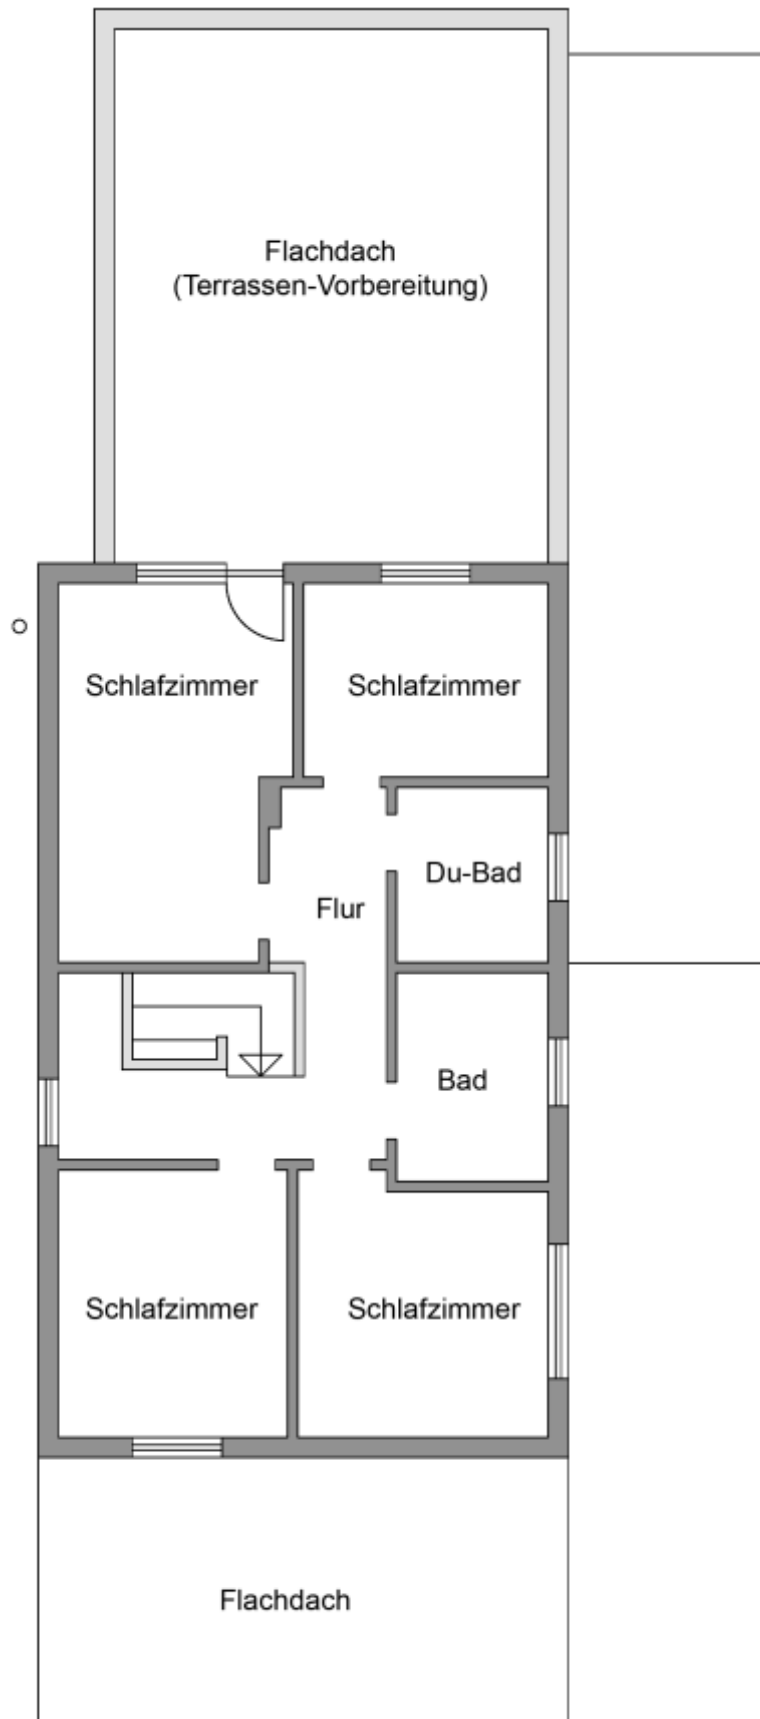 Flachdach
(Terrassen-Vorbereitung)
Schlafzimmer
Schlafzimmer
Du-Bad
Flur
Bad
Schlafzimmer
Schlafzimmer
Flachdach